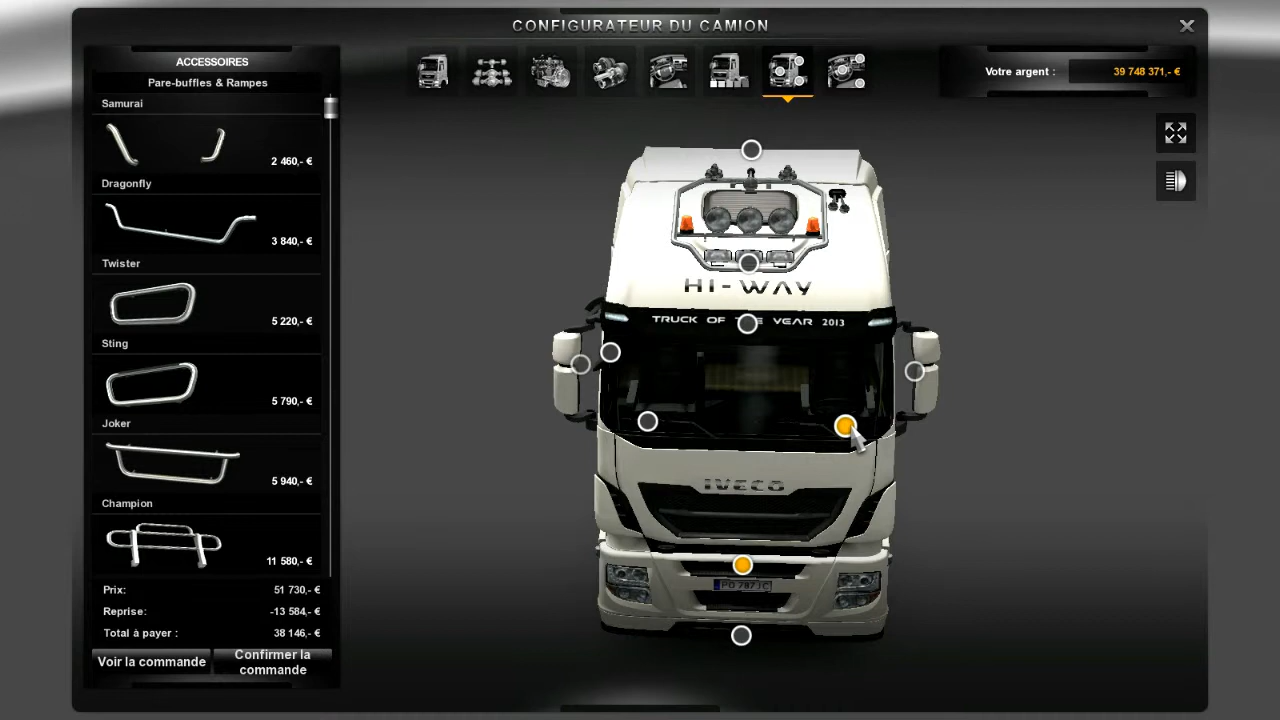 CONFIGURATEUR DU CAMION
ACCESSOIRES
Pare-buffles & Rampes
Samurai
2 460,- €
Dragonfly
3 840,- €
Twister
5 220,- €
Sting
5 790,- €
Joker
5 940,- €
Champion
11 580,- €
Prix: 51 730,- €
Reprise: -13 584,- €
Total à payer : 38 146,- €
Voir la commande
Confirmer la commande
Votre argent : 39 748 371,- €
HI-WAY
TRUCK OF THE YEAR 2013
IVECO